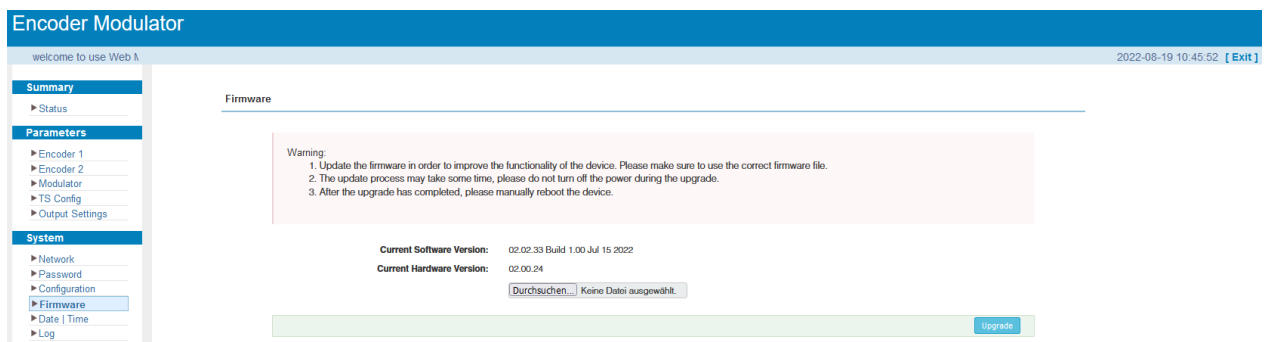 Encoder Modulator
welcome to use Web
2022-08-19 10:45:52 [ Exit ]
Summary
Status
Parameters
Encoder 1
Encoder 2
Modulator
TS Config
Output Settings
System
Network
Password
Configuration
Firmware
Date | Time
Log
Firmware
Warning:
1. Update the firmware in order to improve the functionality of the device. Please make sure to use the correct firmware file.
2. The update process may take some time, please do not turn off the power during the upgrade.
3. After the upgrade has completed, please manually reboot the device.
Current Software Version: 02.02.33 Build 1.00 Jul 15 2022
Current Hardware Version: 02.00.24
Durchsuchen... Keine Datei ausgewählt.
Upgrade